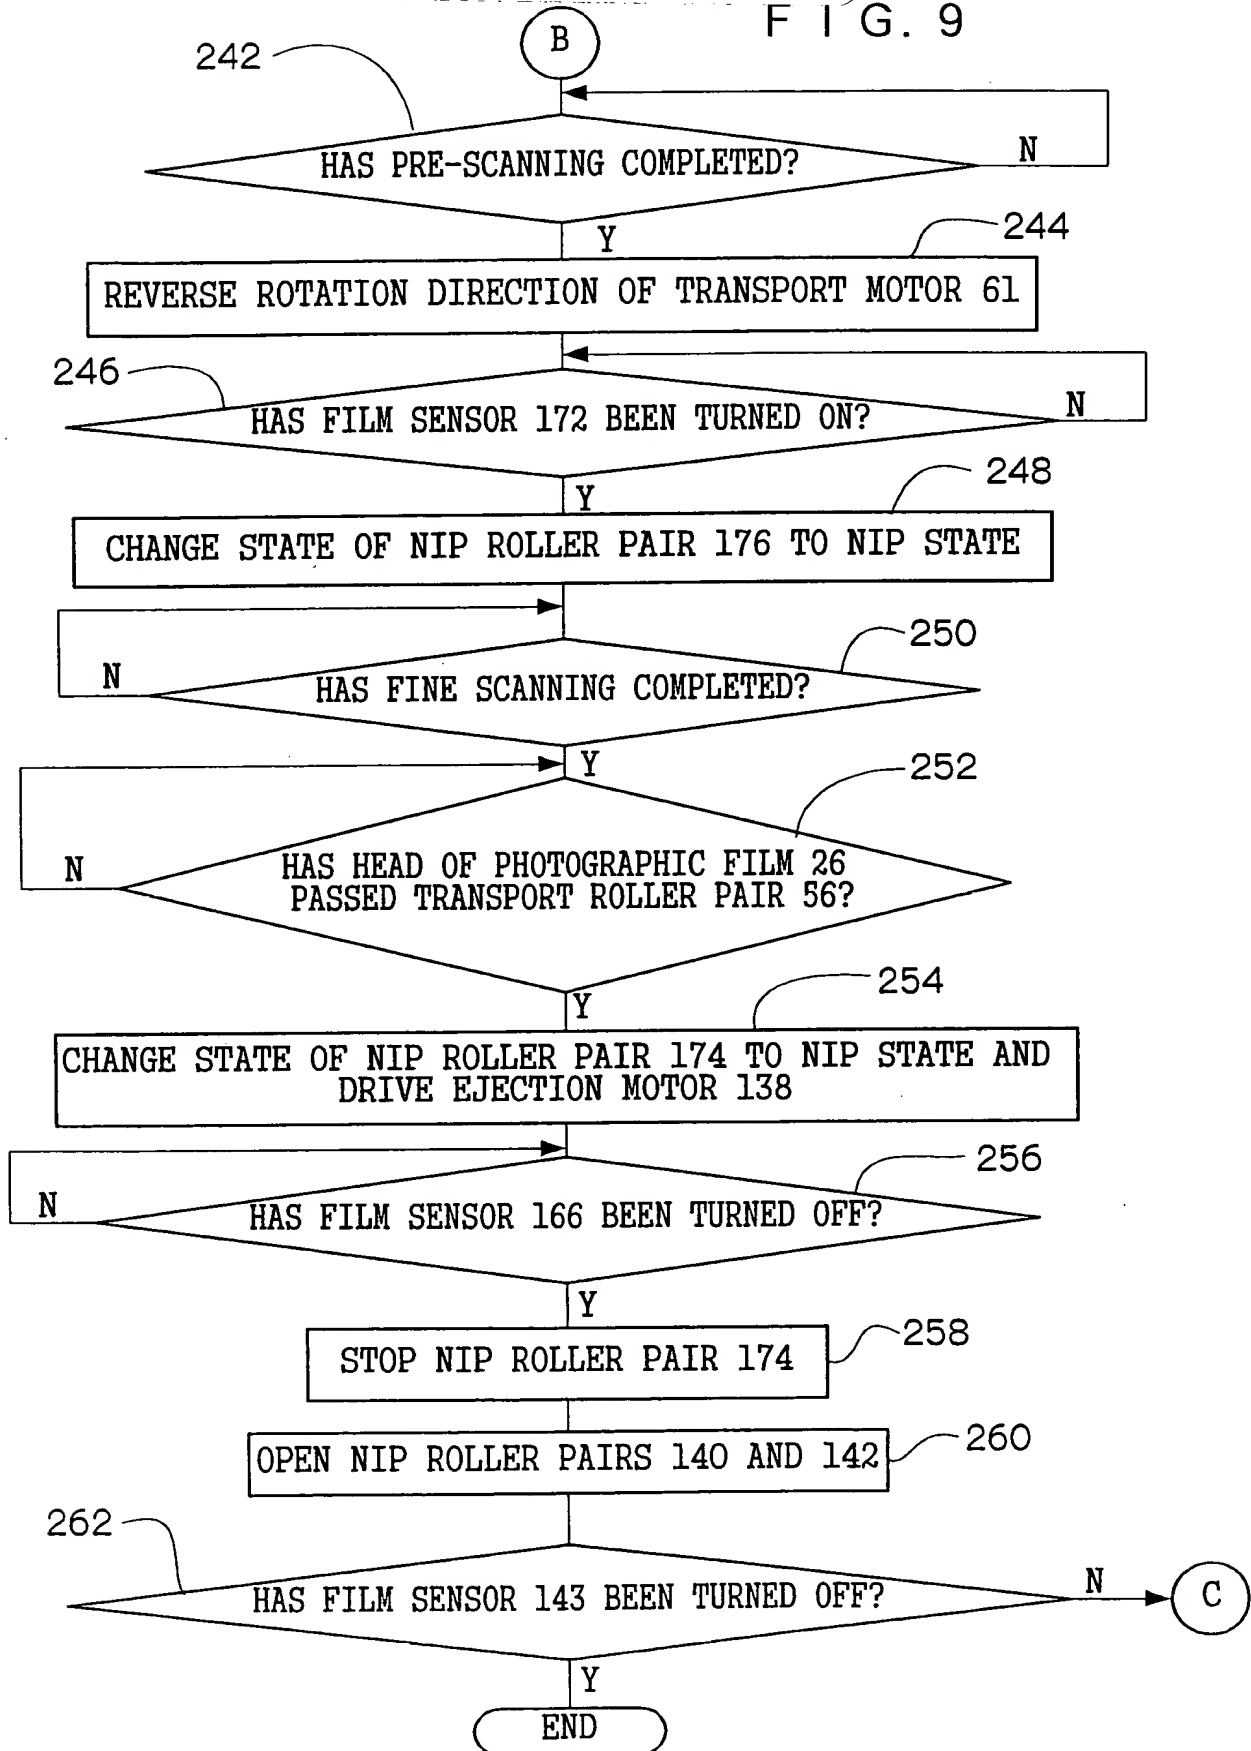 F I G. 9
B
242
HAS PRE-SCANNING COMPLETED?
N
Y
244
REVERSE ROTATION DIRECTION OF TRANSPORT MOTOR 61
246
HAS FILM SENSOR 172 BEEN TURNED ON?
N
Y
248
CHANGE STATE OF NIP ROLLER PAIR 176 TO NIP STATE
250
N
HAS FINE SCANNING COMPLETED?
Y
252
N
HAS HEAD OF PHOTOGRAPHIC FILM 26
PASSED TRANSPORT ROLLER PAIR 56?
Y
254
CHANGE STATE OF NIP ROLLER PAIR 174 TO NIP STATE AND
DRIVE EJECTION MOTOR 138
256
N
HAS FILM SENSOR 166 BEEN TURNED OFF?
Y
258
STOP NIP ROLLER PAIR 174
260
OPEN NIP ROLLER PAIRS 140 AND 142
262
HAS FILM SENSOR 143 BEEN TURNED OFF?
N
C
Y
END